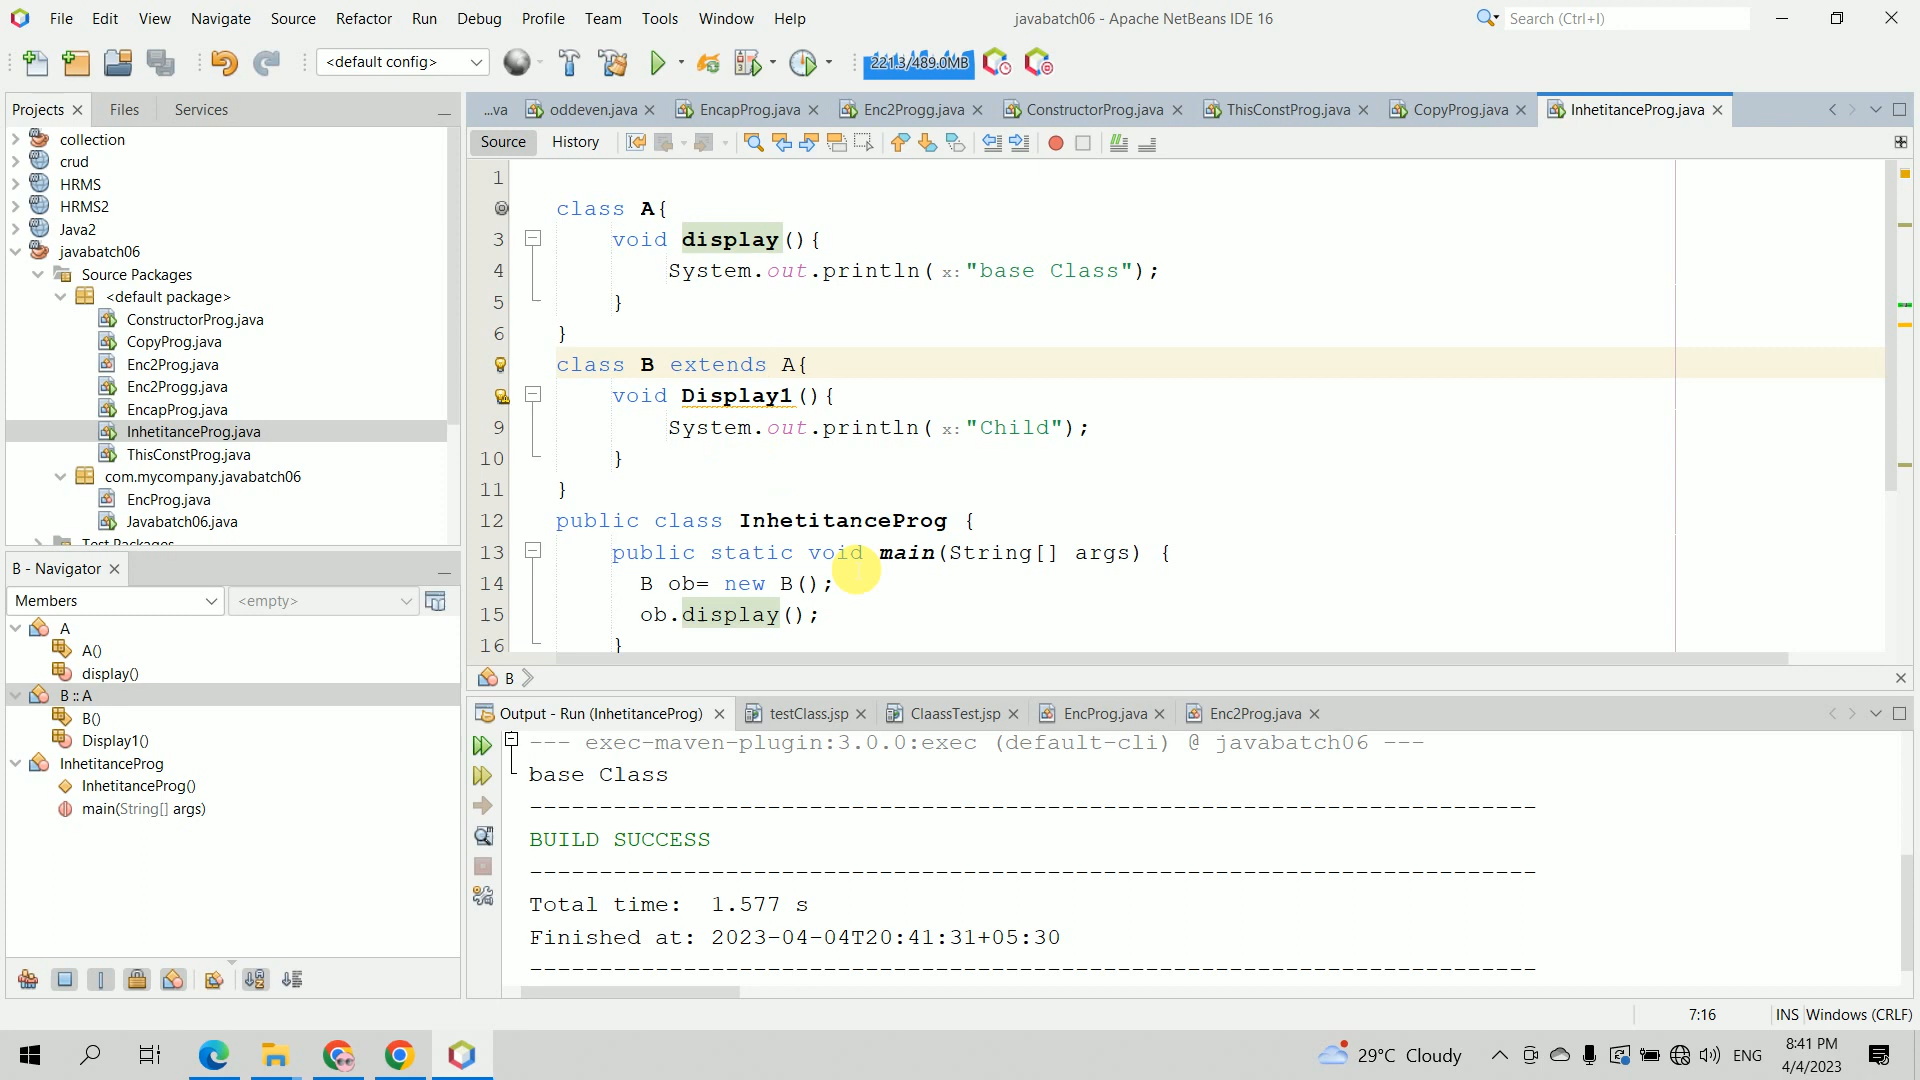 File Edit View Navigate Source Refactor Run Debug Profile Team Tools Window Help
javabatch06 - Apache NetBeans IDE 16
Search (Ctrl+I)
<default config>
221.3/489.0MB
Projects Files Services
...va oddeven.java EncapProg.java Enc2Progg.java ConstructorProg.java ThisConstProg.java CopyProg.java InhetitanceProg.java
Source History
collection
crud
HRMS
HRMS2
Java2
javabatch06
Source Packages
<default package>
ConstructorProg.java
CopyProg.java
Enc2Prog.java
Enc2Progg.java
EncapProg.java
InhetitanceProg.java
ThisConstProg.java
com.mycompany.javabatch06
EncProg.java
Javabatch06.java
Test Packages
1
class A{
3 void display(){
4 System.out.println( x: "base Class");
5 }
6 }
class B extends A{
void Display1(){
9 System.out.println( x: "Child");
10 }
11 }
12 public class InhetitanceProg {
13 public static void main(String[] args) {
14 B ob= new B();
15 ob.display();
16 }
B
B - Navigator
Members <empty>
A
A()
display()
B :: A
B()
Display1()
InhetitanceProg
InhetitanceProg()
main(String[] args)
Output - Run (InhetitanceProg) testClass.jsp ClaassTest.jsp EncProg.java Enc2Prog.java
--- exec-maven-plugin:3.0.0:exec (default-cli) @ javabatch06 ---
base Class
------------------------------------------------------------------------
BUILD SUCCESS
------------------------------------------------------------------------
Total time:  1.577 s
Finished at: 2023-04-04T20:41:31+05:30
------------------------------------------------------------------------
7:16 INS Windows (CRLF)
29°C Cloudy
ENG
8:41 PM
4/4/2023